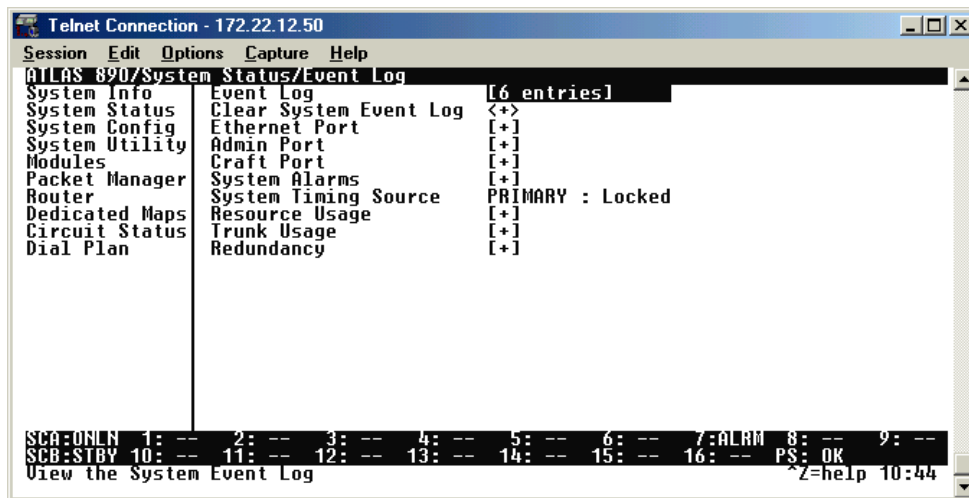 Telnet Connection - 172.22.12.50
Session Edit Options Capture Help
ATLAS 890/System Status/Event Log
System Info Event Log [6 entries]
System Status Clear System Event Log <+>
System Config Ethernet Port [+]
System Utility Admin Port [+]
Modules Craft Port [+]
Packet Manager System Alarms [+]
Router System Timing Source PRIMARY : Locked
Dedicated Maps Resource Usage [+]
Circuit Status Trunk Usage [+]
Dial Plan Redundancy [+]
SCA:ONLN 1: -- 2: -- 3: -- 4: -- 5: -- 6: -- 7:ALRM 8: -- 9: --
SCB:STBY 10: -- 11: -- 12: -- 13: -- 14: -- 15: -- 16: -- PS: OK
View the System Event Log ^Z=help 10:44